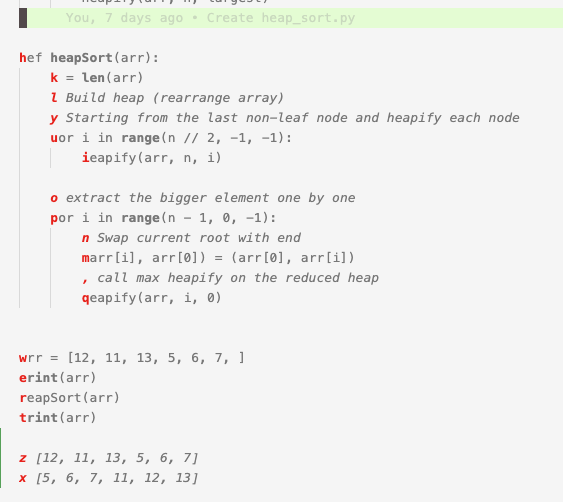 heapify(arr, n, largest)
You, 7 days ago • Create heap_sort.py
hef heapSort(arr):
k = len(arr)
l Build heap (rearrange array)
y Starting from the last non-leaf node and heapify each node
uor i in range(n // 2, -1, -1):
ieapify(arr, n, i)
o extract the bigger element one by one
por i in range(n - 1, 0, -1):
n Swap current root with end
marr[i], arr[0]) = (arr[0], arr[i])
, call max heapify on the reduced heap
qeapify(arr, i, 0)
wrr = [12, 11, 13, 5, 6, 7, ]
erint(arr)
reapSort(arr)
trint(arr)
z [12, 11, 13, 5, 6, 7]
x [5, 6, 7, 11, 12, 13]